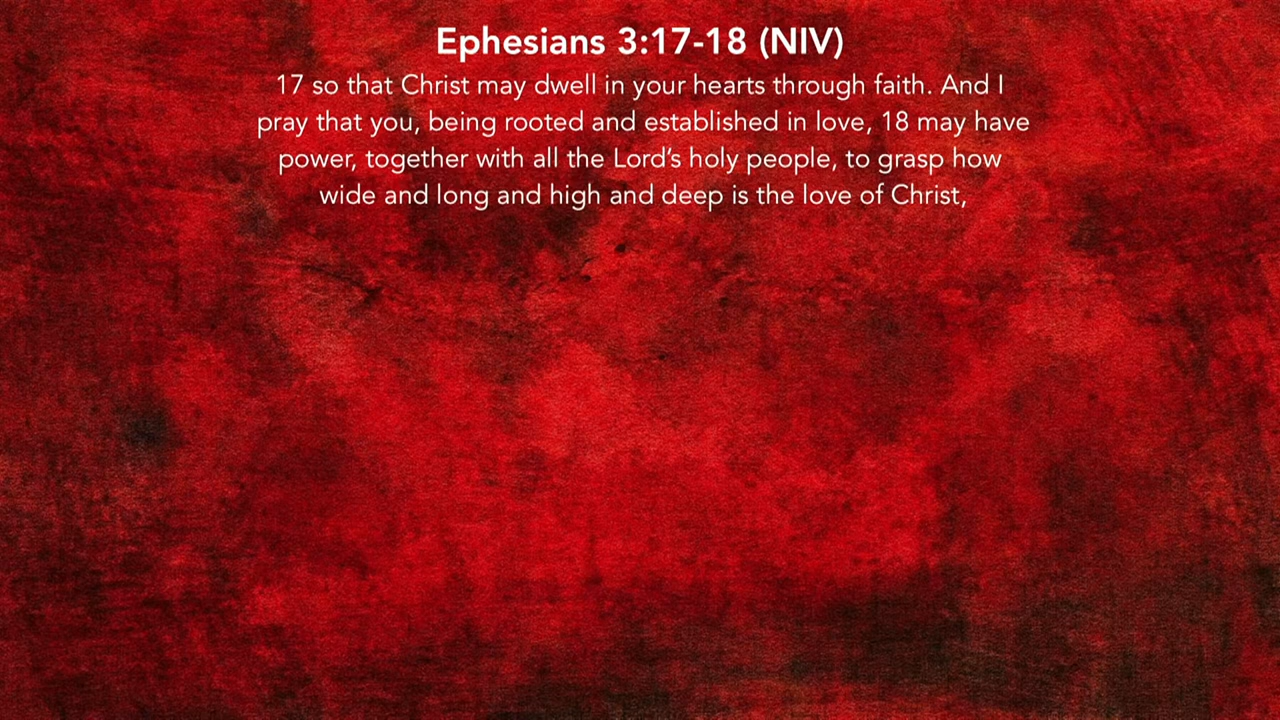 Ephesians 3:17-18 (NIV)
17 so that Christ may dwell in your hearts through faith. And I
pray that you, being rooted and established in love, 18 may have
power, together with all the Lord’s holy people, to grasp how
wide and long and high and deep is the love of Christ,